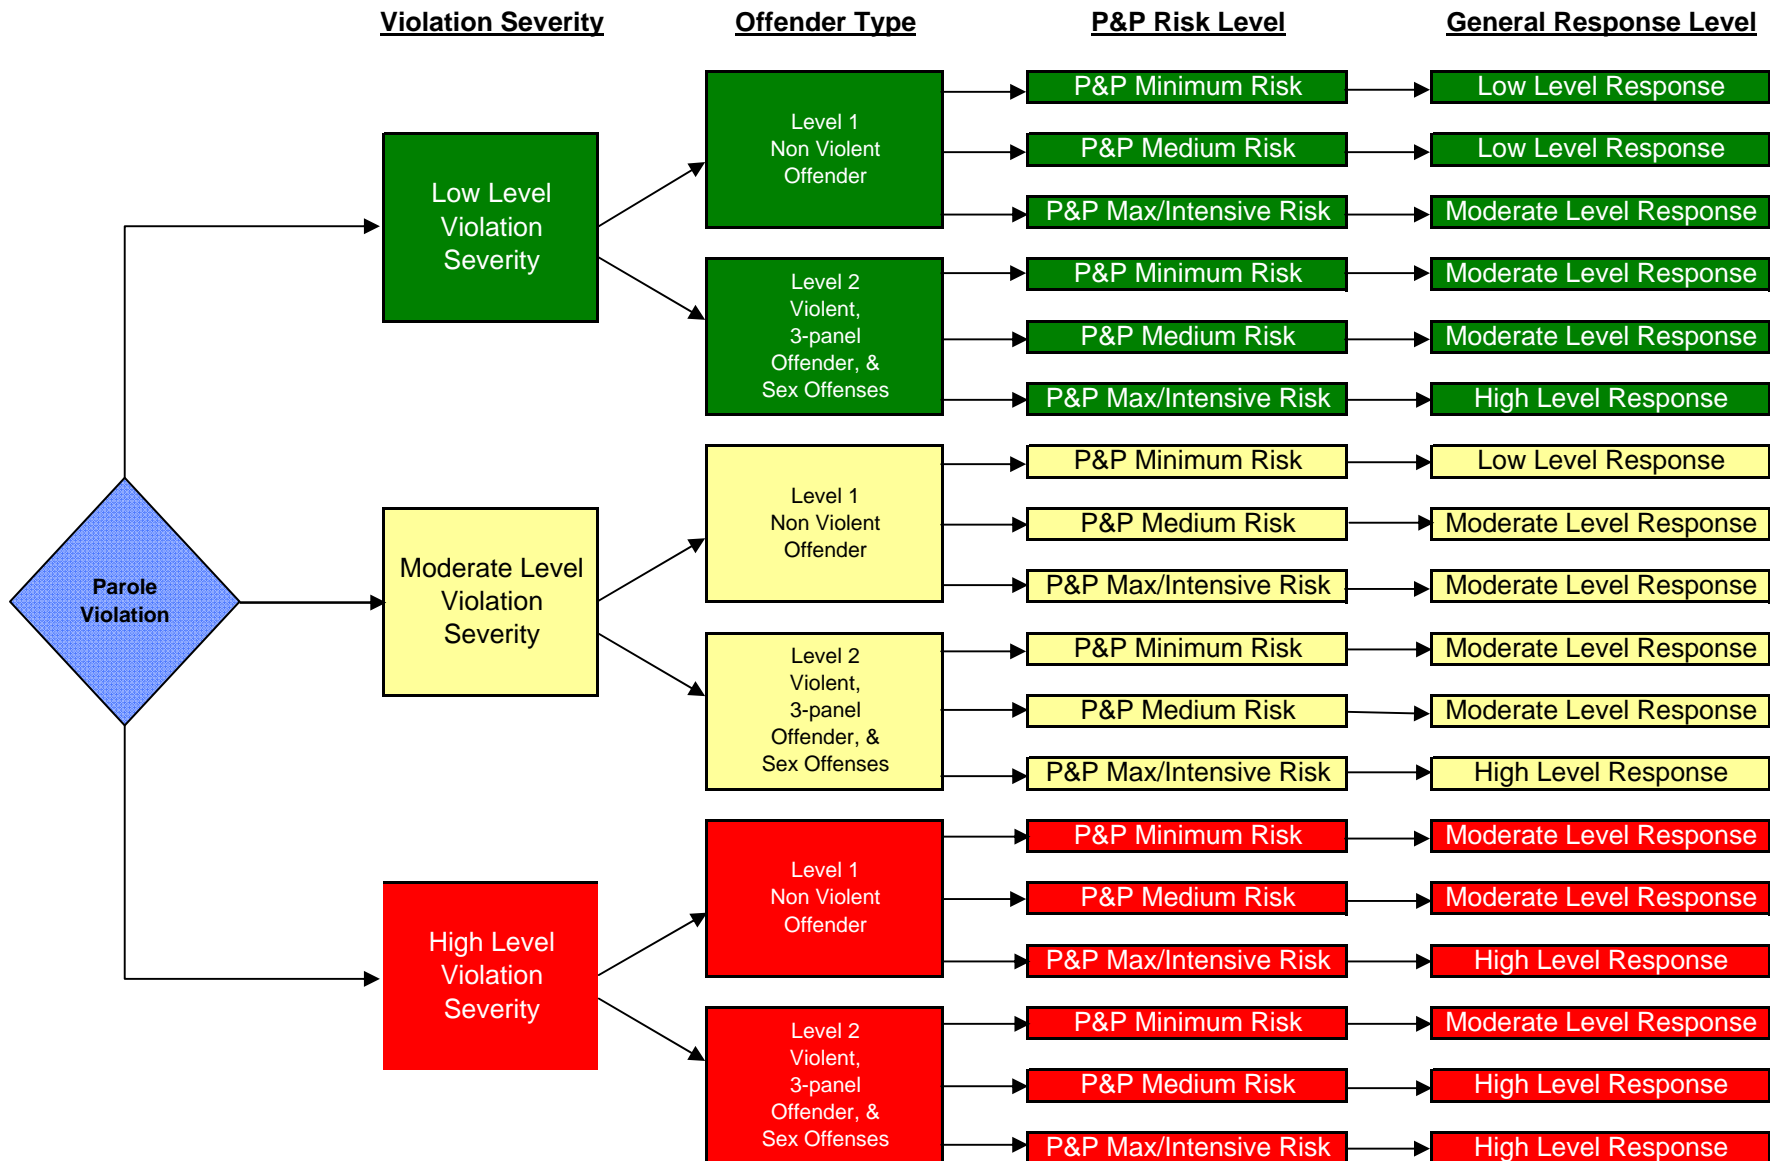 Violation Severity
Offender Type
P&P Risk Level
General Response Level
Parole
Violation
Low Level
Violation
Severity
Level 1
Non Violent
Offender
P&P Minimum Risk
Low Level Response
P&P Medium Risk
Low Level Response
P&P Max/Intensive Risk
Moderate Level Response
Level 2
Violent,
3-panel
Offender, &
Sex Offenses
P&P Minimum Risk
Moderate Level Response
P&P Medium Risk
Moderate Level Response
P&P Max/Intensive Risk
High Level Response
Moderate Level
Violation
Severity
Level 1
Non Violent
Offender
P&P Minimum Risk
Low Level Response
P&P Medium Risk
Moderate Level Response
P&P Max/Intensive Risk
Moderate Level Response
Level 2
Violent,
3-panel
Offender, &
Sex Offenses
P&P Minimum Risk
Moderate Level Response
P&P Medium Risk
Moderate Level Response
P&P Max/Intensive Risk
High Level Response
High Level
Violation
Severity
Level 1
Non Violent
Offender
P&P Minimum Risk
Moderate Level Response
P&P Medium Risk
Moderate Level Response
P&P Max/Intensive Risk
High Level Response
Level 2
Violent,
3-panel
Offender, &
Sex Offenses
P&P Minimum Risk
Moderate Level Response
P&P Medium Risk
High Level Response
P&P Max/Intensive Risk
High Level Response